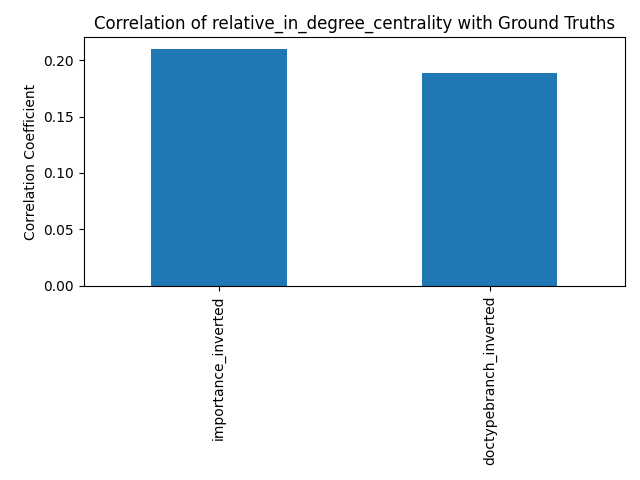 Correlation of relative_in_degree_centrality with Ground Truths
Correlation Coefficient
0.20
0.15
0.10
0.05
0.00
importance_inverted
doctypebranch_inverted